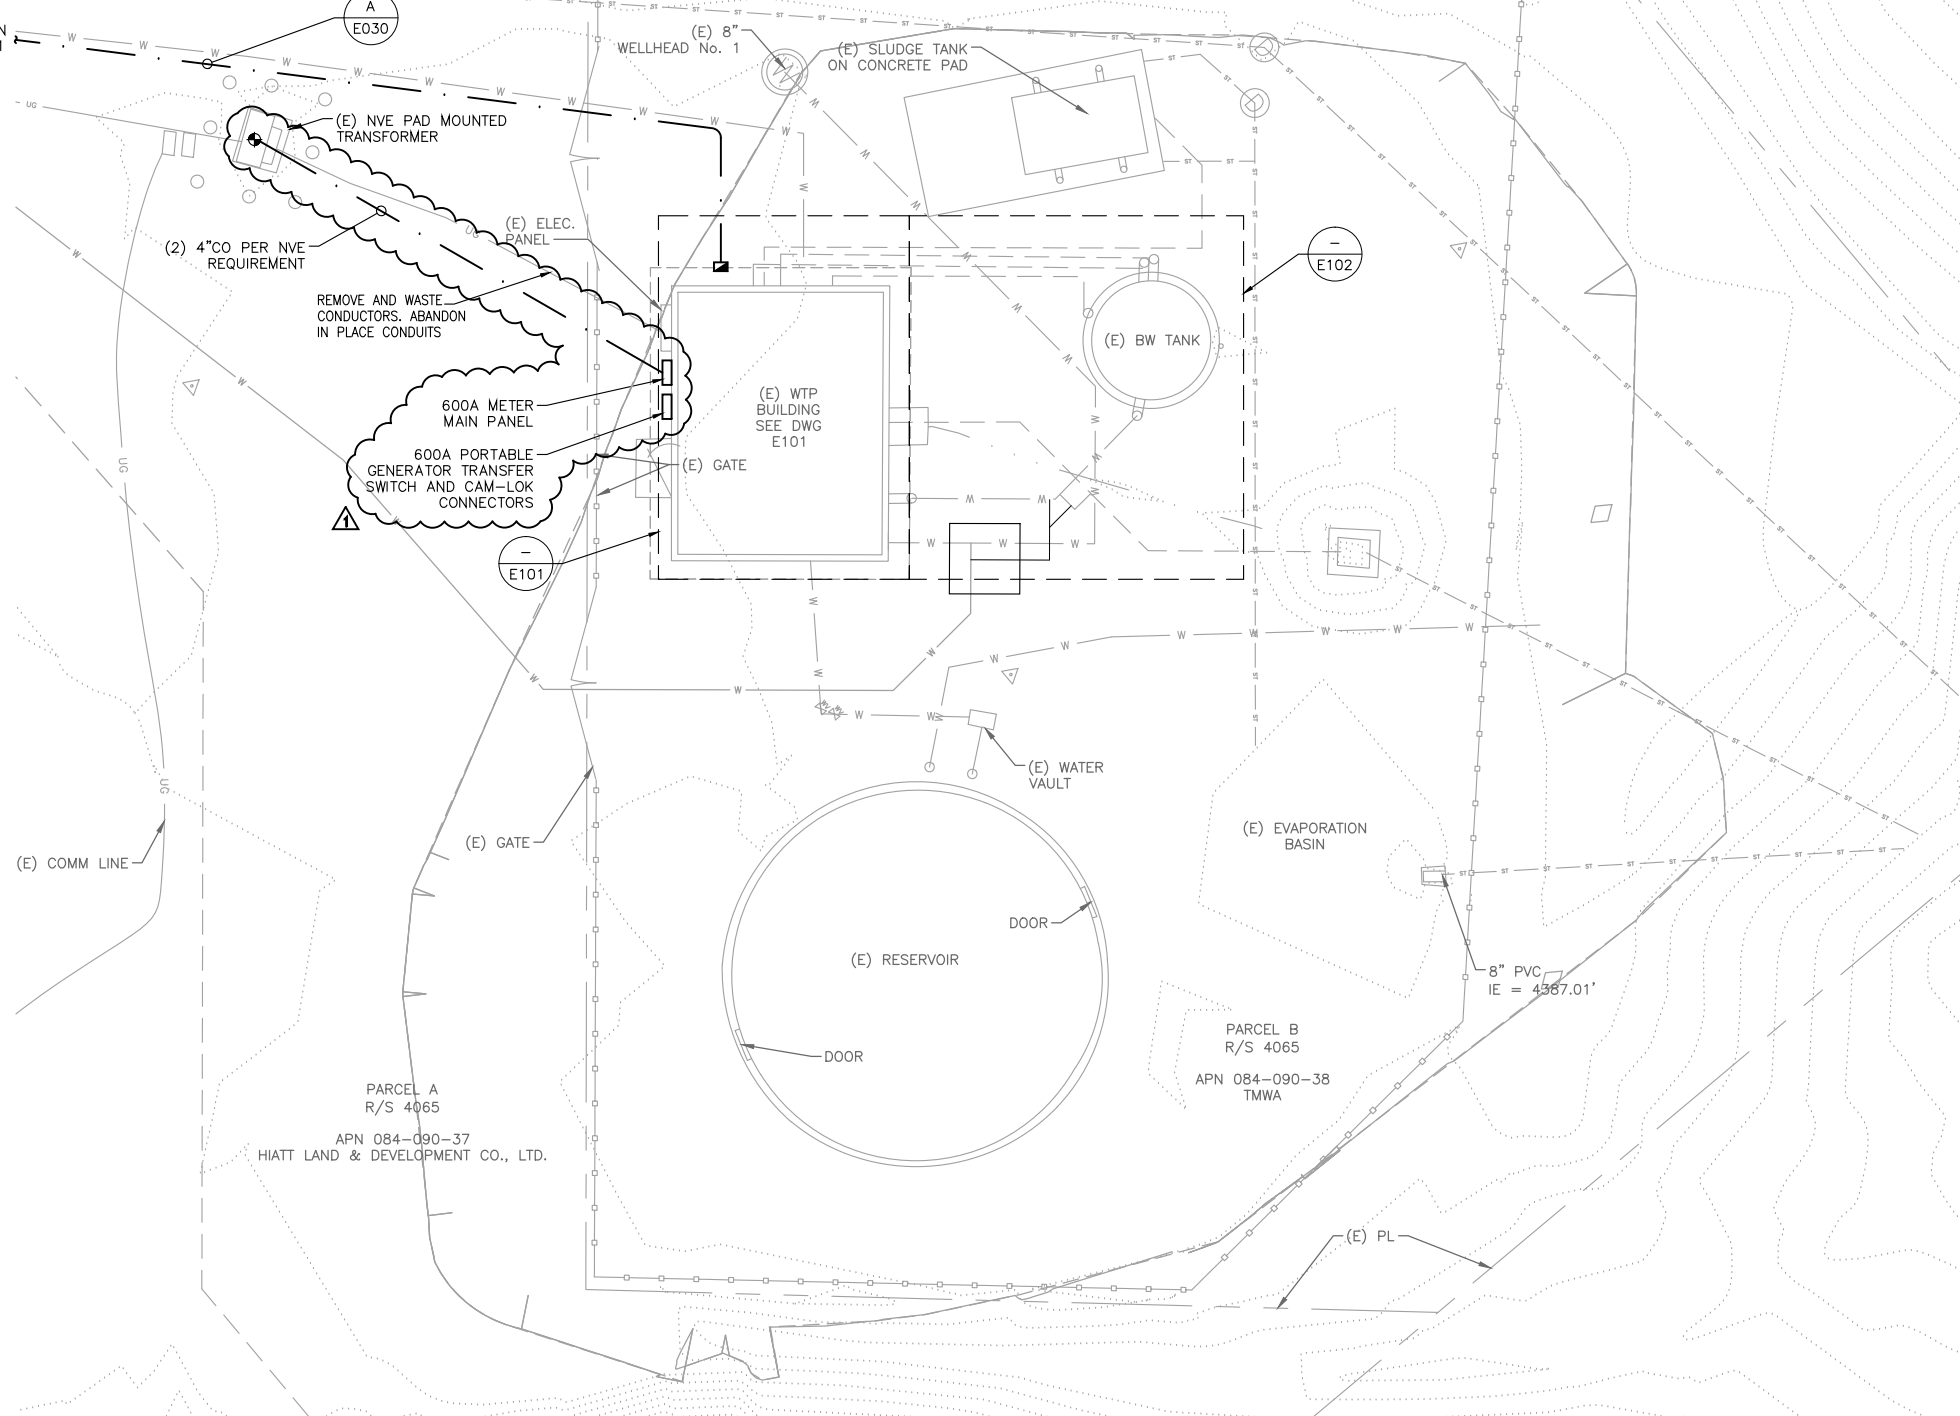 A
E030
N
(E) 8"
WELLHEAD No. 1
(E) SLUDGE TANK
ON CONCRETE PAD
(E) NVE PAD MOUNTED
TRANSFORMER
UG
(2) 4"CO PER NVE
REQUIREMENT
UG
(E) ELEC.
PANEL
–
E102
REMOVE AND WASTE
CONDUCTORS. ABANDON
IN PLACE CONDUITS
(E) BW TANK
600A METER
MAIN PANEL
(E) WTP
BUILDING
SEE DWG
E101
600A PORTABLE
GENERATOR TRANSFER
SWITCH AND CAM-LOK
CONNECTORS
(E) GATE
1
–
E101
UG
W
ST
(E) WATER
VAULT
UG
(E) GATE
(E) COMM LINE
(E) EVAPORATION
BASIN
DOOR
(E) RESERVOIR
8" PVC
IE = 4387.01'
DOOR
PARCEL B
R/S 4065
APN 084-090-38
TMWA
PARCEL A
R/S 4065
APN 084-090-37
HIATT LAND & DEVELOPMENT CO., LTD.
(E) PL